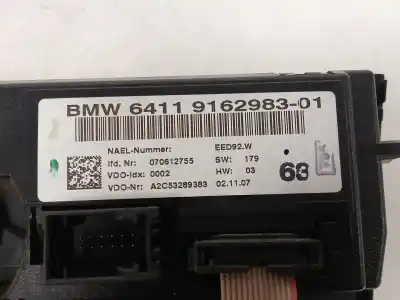 BMW 6411 9162983-01
NAEL-Nummer: EED92.W
lfd. Nr: 070612755 SW: 179
VDO-Idx: 0002 HW: 03
VDO-Nr: A2C53289383 02.11.07
68